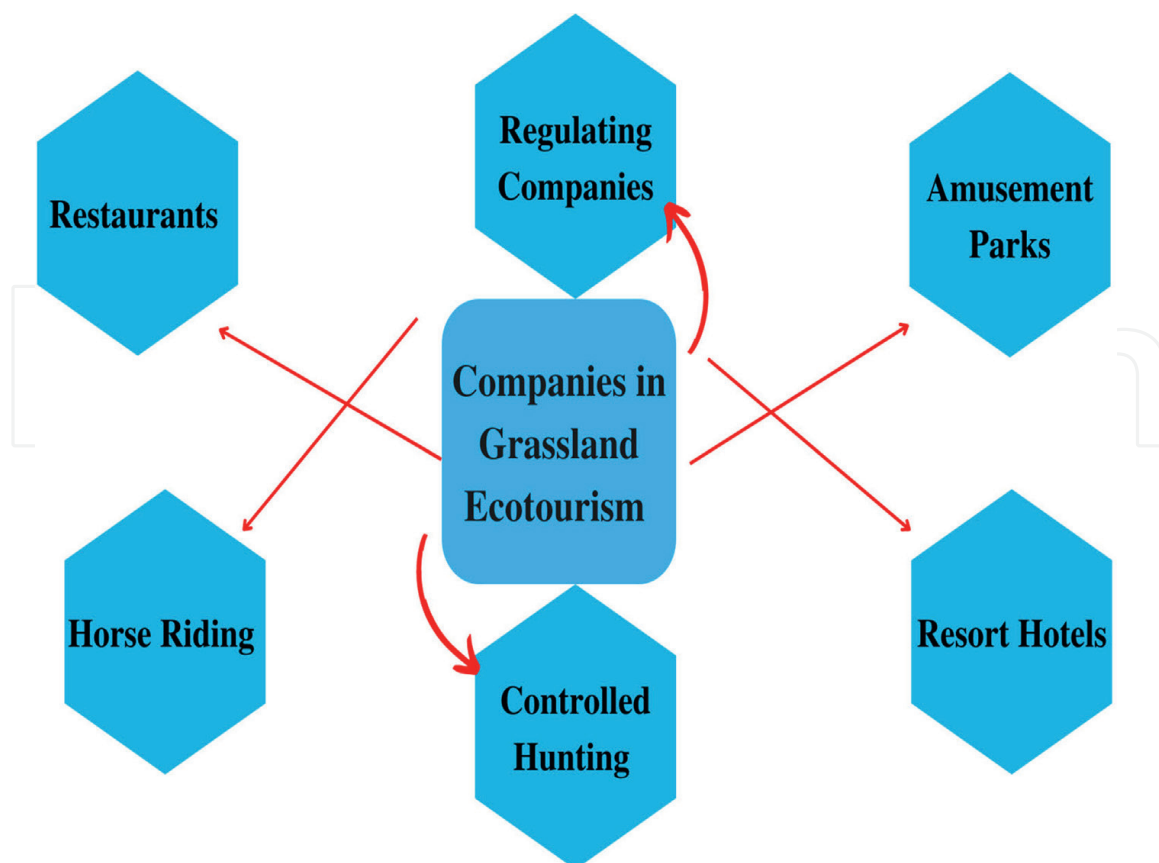 Regulating
Companies
Restaurants
Amusement
Parks
Companies in
Grassland
Ecotourism
Horse Riding
Resort Hotels
Controlled
Hunting